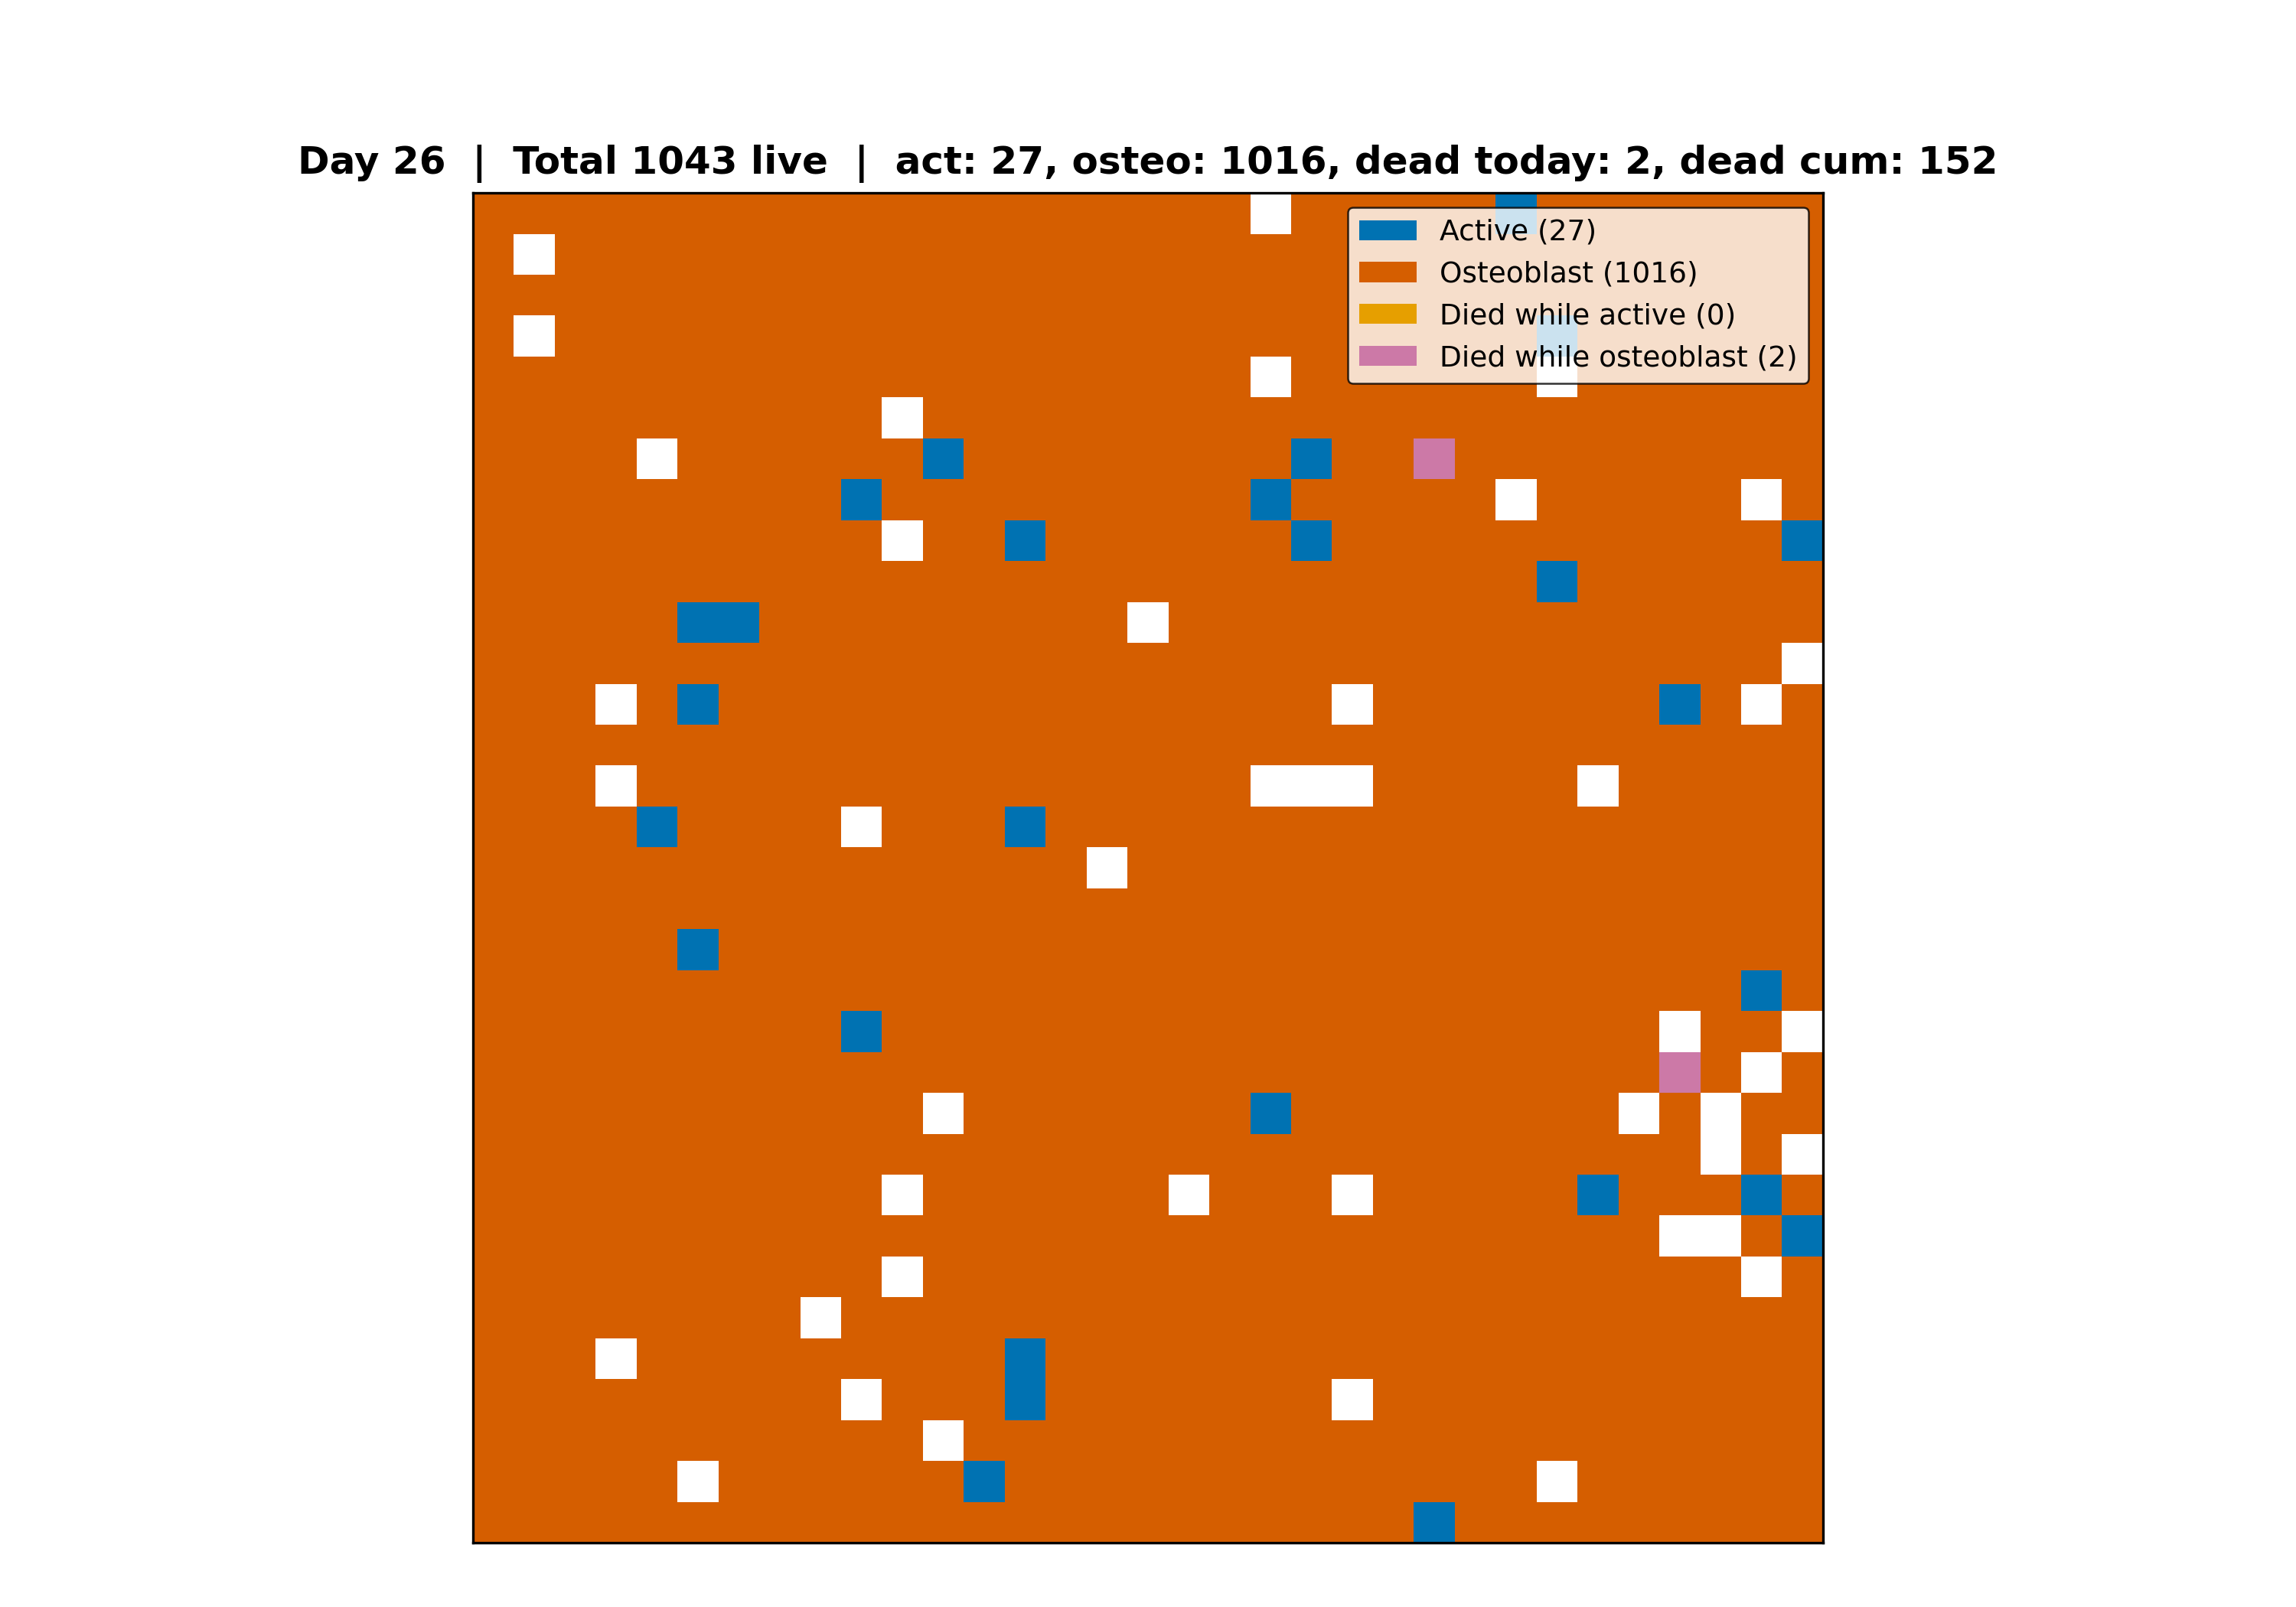 Day 26 | Total 1043 live | act: 27, osteo: 1016, dead today: 2, dead cum: 152
Active (27)
Osteoblast (1016)
Died while active (0)
Died while osteoblast (2)